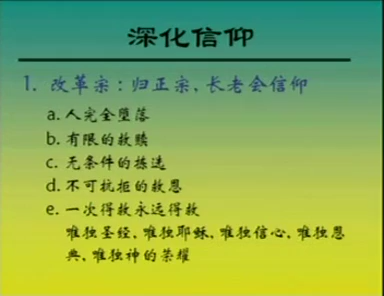 深化信仰
1. 改革宗：归正宗、长老会信仰
a. 人完全堕落
b. 有限的救赎
c. 无条件的拣选
d. 不可抗拒的救恩
e. 一次得救永远得救
唯独圣经，唯独耶稣，唯独信心，唯独恩
典，唯独神的荣耀